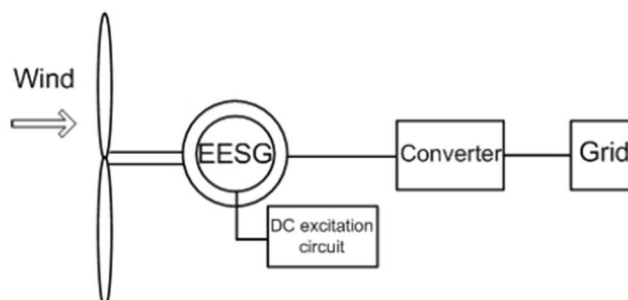 Wind
EESG
Converter
Grid
DC excitation
circuit